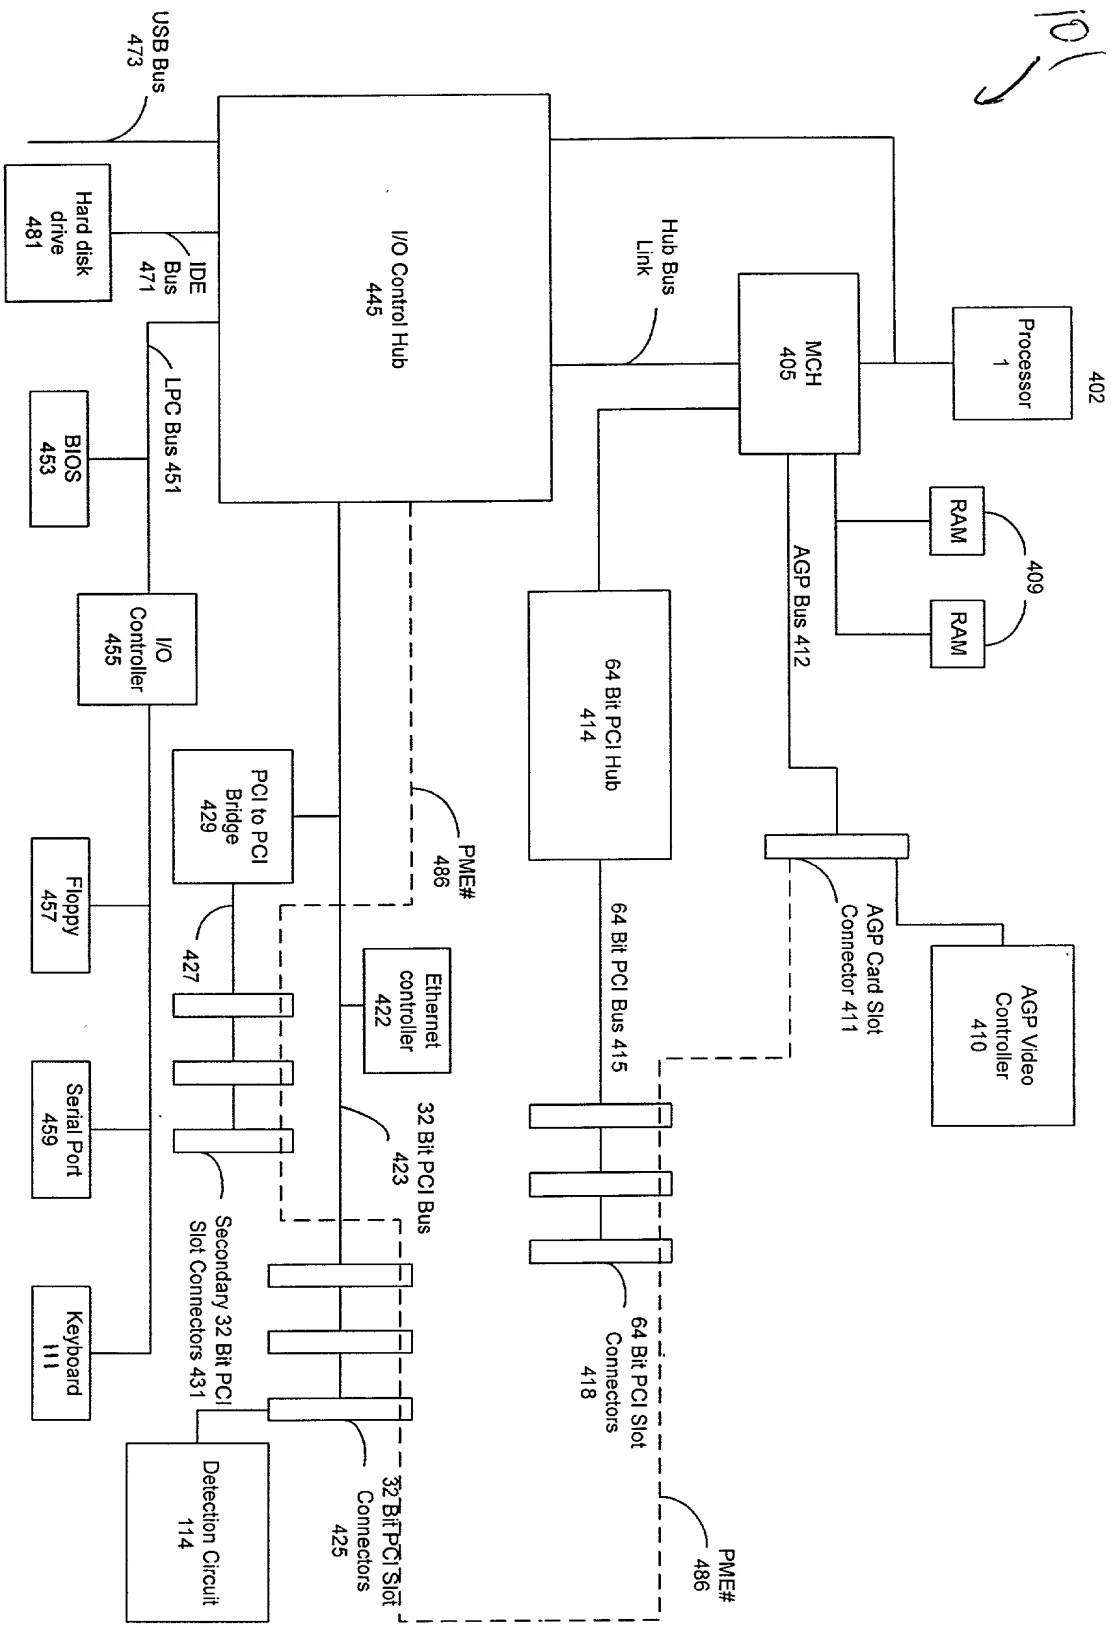 101
402
Processor
1
409
RAM
RAM
MCH
405
AGP Bus 412
AGP Video
Controller
410
AGP Card Slot
Connector 411
Hub Bus
Link
64 Bit PCI Hub
414
64 Bit PCI Bus 415
64 Bit PCI Slot
Connectors
418
PME#
486
I/O Control Hub
445
PME#
486
Ethernet
controller
422
32 Bit PCI Bus
423
32 Bit PCI Slot
Connectors
425
PCI to PCI
Bridge
429
427
Secondary 32 Bit PCI
Slot Connectors 431
Detection Circuit
114
USB Bus
473
IDE
Bus
471
Hard disk
drive
481
LPC Bus 451
BIOS
453
I/O
Controller
455
Floppy
457
Serial Port
459
Keyboard
111